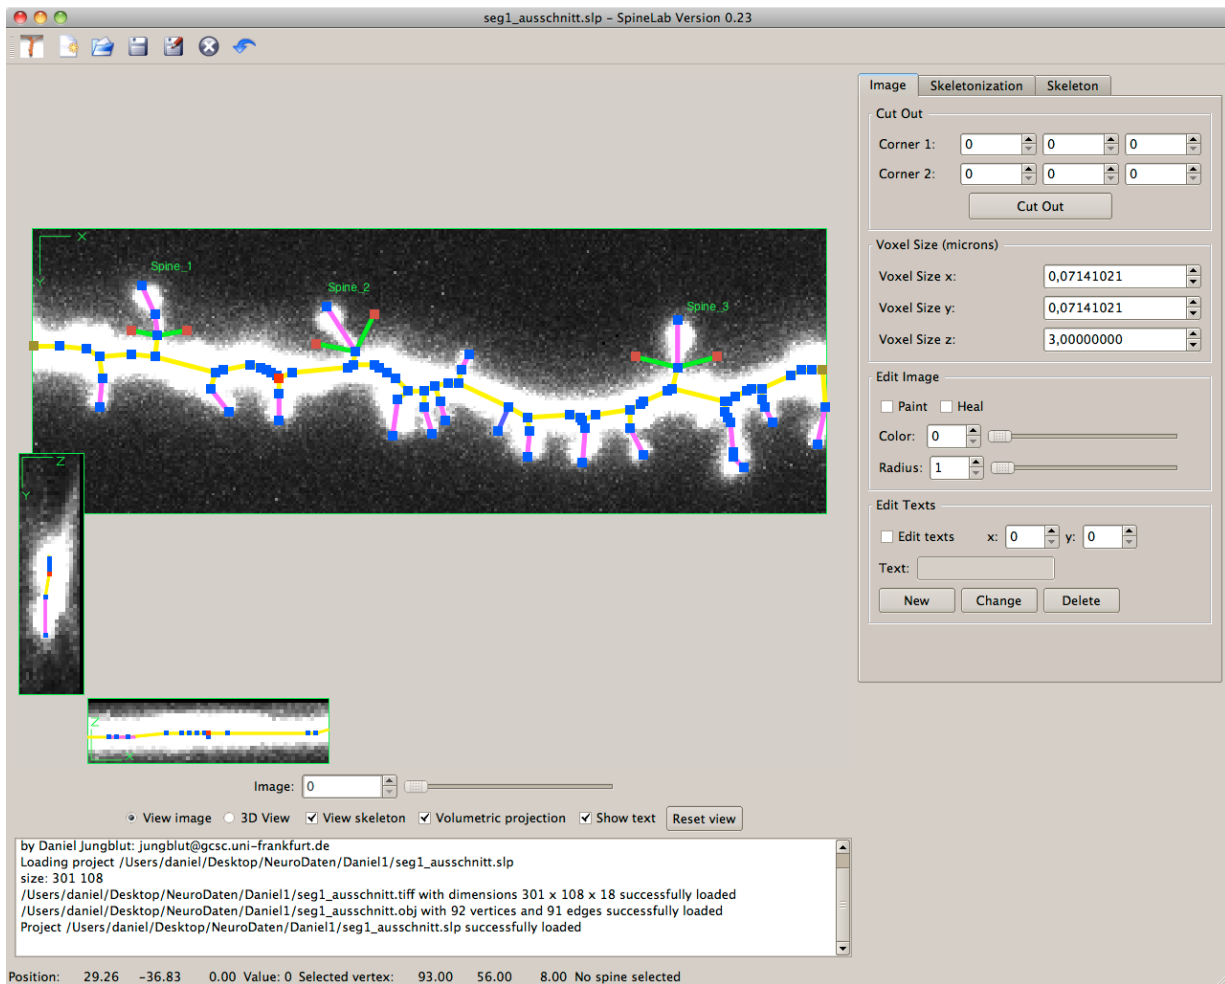 seg1_ausschnitt.slp – SpineLab Version 0.23
Image Skeletonization Skeleton
Cut Out
Corner 1: 0 0 0
Corner 2: 0 0 0
Cut Out
Voxel Size (microns)
Voxel Size x: 0,07141021
Voxel Size y: 0,07141021
Voxel Size z: 3,00000000
Edit Image
Paint Heal
Color: 0
Radius: 1
Edit Texts
Edit texts x: 0 y: 0
Text:
New Change Delete
X
Y
Spine_1
Spine_2
Spine_3
Z
Y
Z
X
Image: 0
View image 3D View View skeleton Volumetric projection Show text Reset view
by Daniel Jungblut: jungblut@gcsc.uni-frankfurt.de
Loading project /Users/daniel/Desktop/NeuroDaten/Daniel1/seg1_ausschnitt.slp
size: 301 108
/Users/daniel/Desktop/NeuroDaten/Daniel1/seg1_ausschnitt.tiff with dimensions 301 x 108 x 18 successfully loaded
/Users/daniel/Desktop/NeuroDaten/Daniel1/seg1_ausschnitt.obj with 92 vertices and 91 edges successfully loaded
Project /Users/daniel/Desktop/NeuroDaten/Daniel1/seg1_ausschnitt.slp successfully loaded
Position: 29.26 -36.83 0.00 Value: 0 Selected vertex: 93.00 56.00 8.00 No spine selected